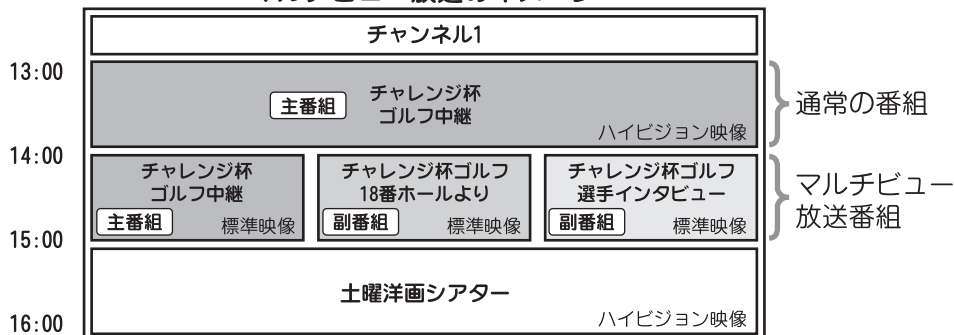 チャンネル1
13:00
主番組
チャレンジ杯
ゴルフ中継
ハイビジョン映像
通常の番組
14:00
チャレンジ杯
ゴルフ中継
主番組
標準映像
チャレンジ杯ゴルフ
18番ホールより
副番組
標準映像
チャレンジ杯ゴルフ
選手インタビュー
副番組
標準映像
マルチビュー
放送番組
15:00
土曜洋画シアター
ハイビジョン映像
16:00